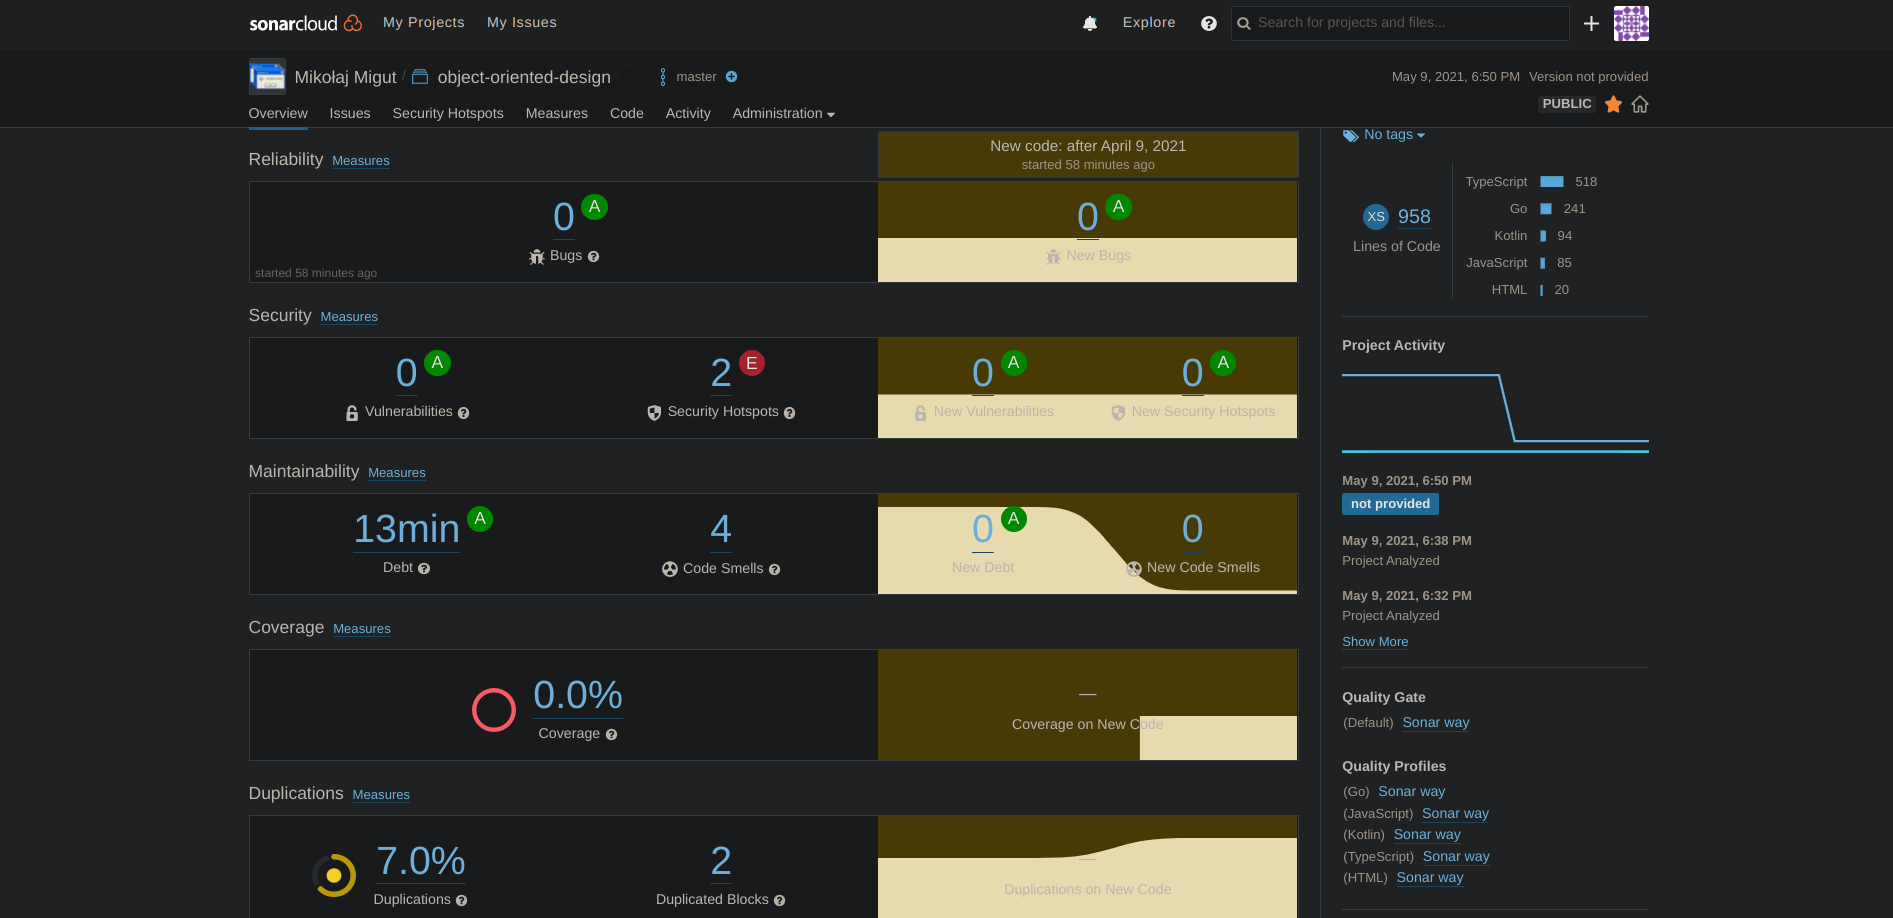 sonarcloud My Projects My Issues Explore Search for projects and files...
Mikołaj Migut / object-oriented-design master May 9, 2021, 6:50 PM Version not provided
PUBLIC
Overview Issues Security Hotspots Measures Code Activity Administration
Reliability Measures
New code: after April 9, 2021
started 58 minutes ago
0 A
Bugs
started 58 minutes ago
0 A
New Bugs
Security Measures
0 A
Vulnerabilities
2 E
Security Hotspots
0 A
New Vulnerabilities
0 A
New Security Hotspots
Maintainability Measures
13min A
Debt
4
Code Smells
0 A
New Debt
0
New Code Smells
Coverage Measures
0.0%
Coverage
—
Coverage on New Code
Duplications Measures
7.0%
Duplications
2
Duplicated Blocks
—
Duplications on New Code
No tags
XS 958
Lines of Code
TypeScript 518
Go 241
Kotlin 94
JavaScript 85
HTML 20
Project Activity
May 9, 2021, 6:50 PM
not provided
May 9, 2021, 6:38 PM
Project Analyzed
May 9, 2021, 6:32 PM
Project Analyzed
Show More
Quality Gate
(Default) Sonar way
Quality Profiles
(Go) Sonar way
(JavaScript) Sonar way
(Kotlin) Sonar way
(TypeScript) Sonar way
(HTML) Sonar way